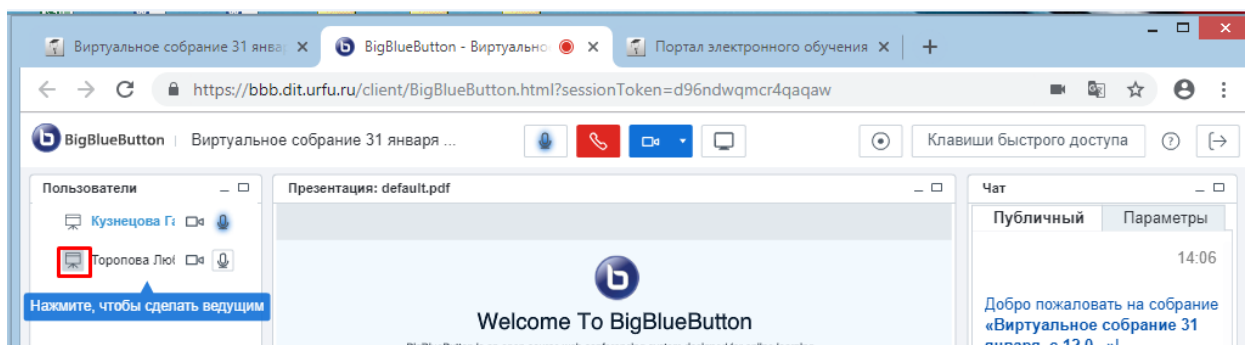 Виртуальное собрание 31 янва
BigBlueButton - Виртуально
Портал электронного обучения
https://bbb.dit.urfu.ru/client/BigBlueButton.html?sessionToken=d96ndwqmcr4qaqaw
BigBlueButton
Виртуальное собрание 31 января ...
Клавиши быстрого доступа
Пользователи
Презентация: default.pdf
Чат
Кузнецова Га
Публичный
Параметры
Торопова Лю
14:06
Нажмите, чтобы сделать ведущим
Добро пожаловать на собрание
Welcome To BigBlueButton
«Виртуальное собрание 31